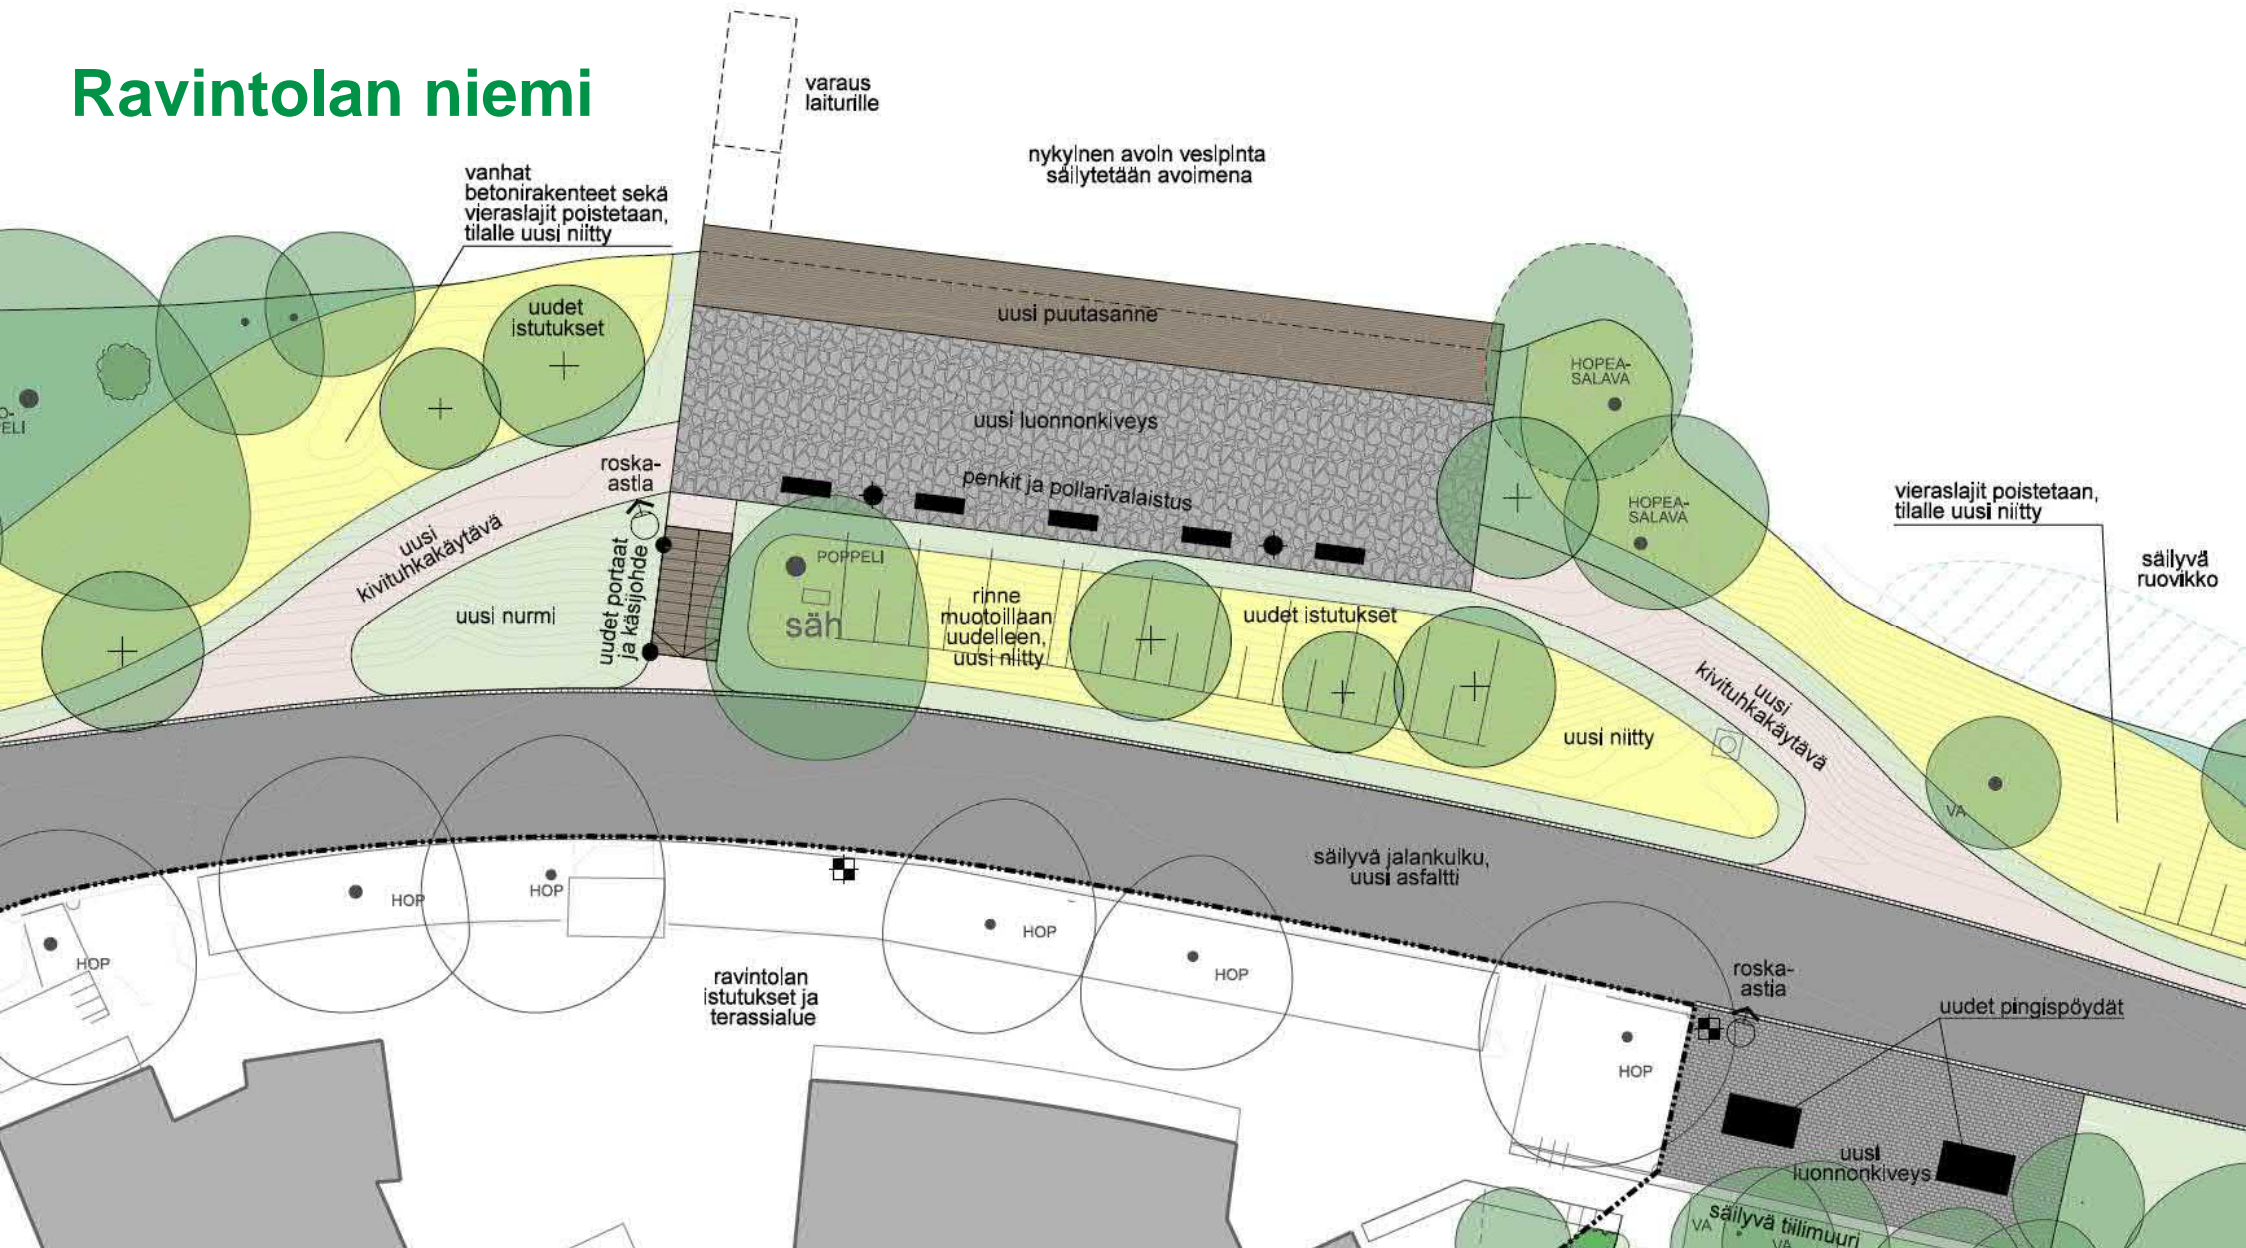 Ravintolan niemi
varaus
laiturille
nykyinen avoin vesipinta
säilytetään avoimena
vanhat
betonirakenteet sekä
vieraslajit poistetaan,
tilalle uusi niitty
uudet
istutukset
uusi puutasanne
HOPEA-
SALAVA
uusi luonnonkiveys
penkit ja pollarivalaistus
roska-
astia
HOPEA-
SALAVA
vieraslajit poistetaan,
tilalle uusi niitty
säilyvä
ruovikko
uusi
kivituhkakäytävä
uusi nurmi
uudet portaat
ja käsijohde
POPPELI
säh
rinne
muotoillaan
uudelleen,
uusi niitty
uudet istutukset
uusi niitty
uusi
kivituhkakäytävä
VA
säilyvä jalankulku,
uusi asfaltti
HOP
HOP
HOP
HOP
HOP
HOP
ravintolan
istutukset ja
terassialue
roska-
astia
uudet pingispöydät
uusi
luonnonkiveys
VA
säilyvä tiilimuuri
VA